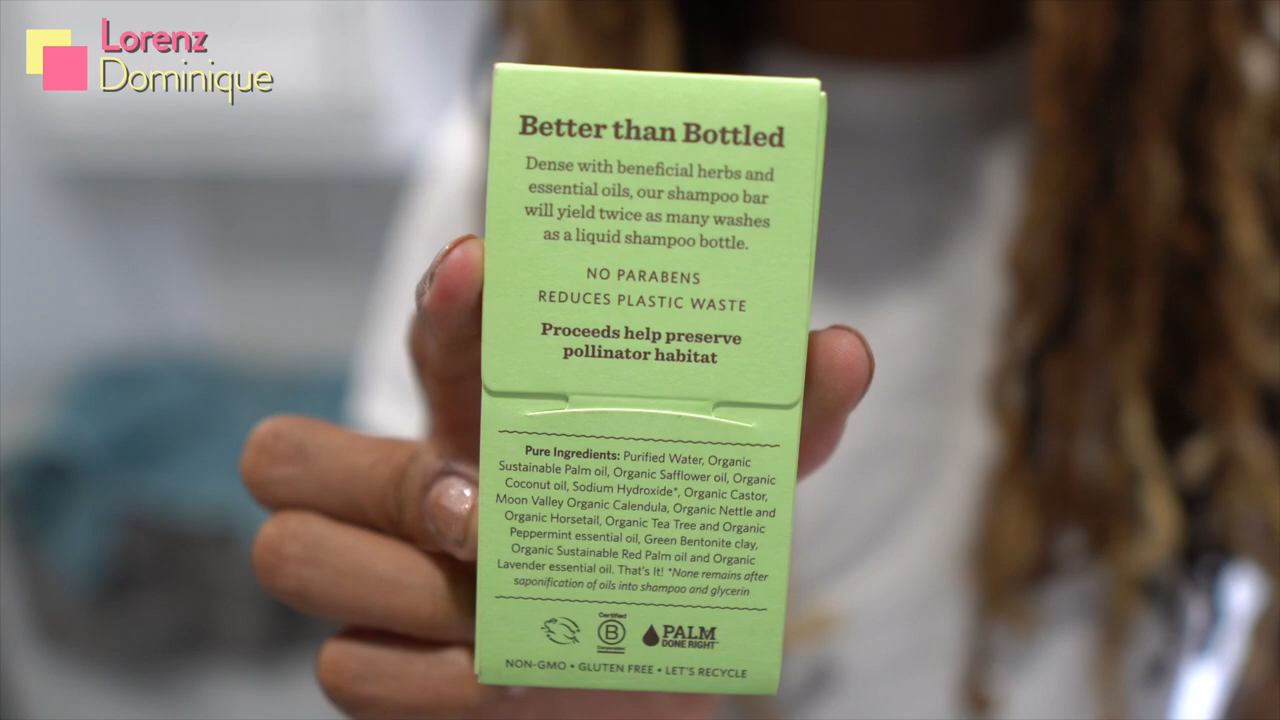 Lorenz
Dominique
Better than Bottled
Dense with beneficial herbs and
essential oils, our shampoo bar
will yield twice as many washes
as a liquid shampoo bottle.
NO PARABENS
REDUCES PLASTIC WASTE
Proceeds help preserve
pollinator habitat
Pure Ingredients: Purified Water, Organic
Sustainable Palm oil, Organic Safflower oil, Organic
Coconut oil, Sodium Hydroxide*, Organic Castor,
Moon Valley Organic Calendula, Organic Nettle and
Organic Horsetail, Organic Tea Tree and Organic
Peppermint essential oil, Green Bentonite clay,
Organic Sustainable Red Palm oil and Organic
Lavender essential oil. That's It! *None remains after
saponification of oils into shampoo and glycerin
Certified
B
Corporation
PALM
DONE RIGHT™
NON-GMO • GLUTEN FREE • LET'S RECYCLE